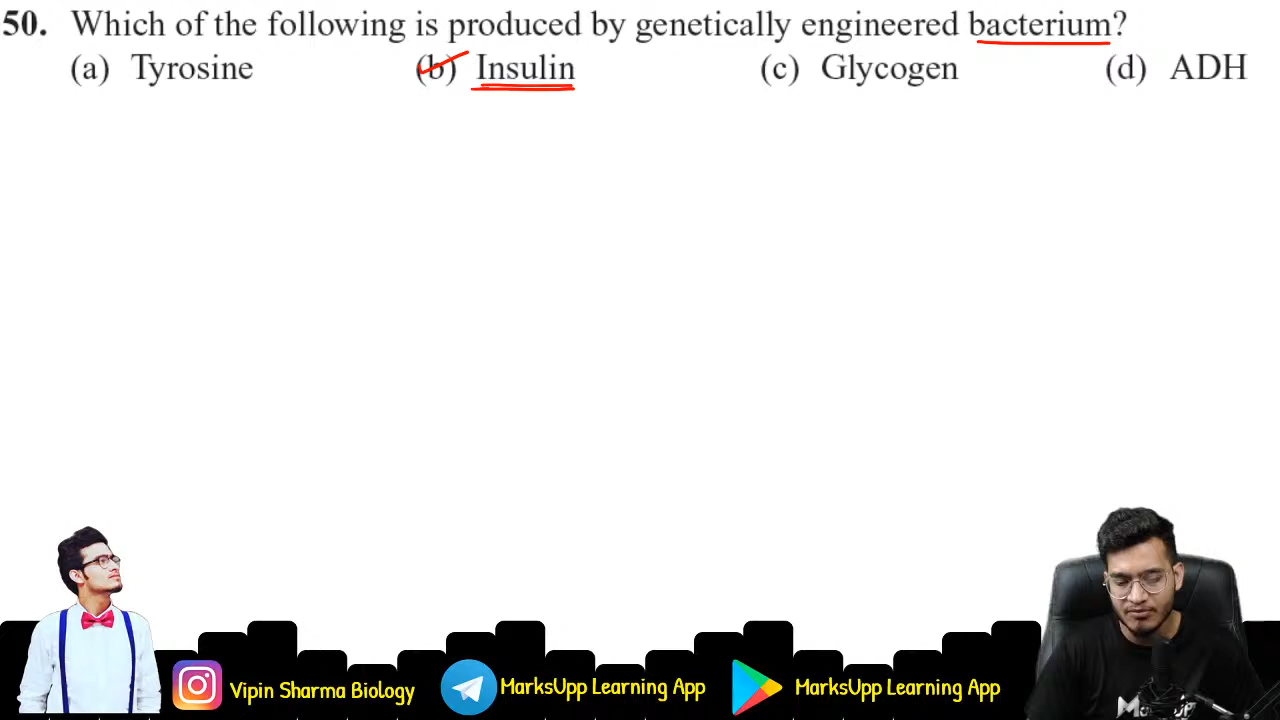 50. Which of the following is produced by genetically engineered bacterium?
(a) Tyrosine (b) Insulin (c) Glycogen (d) ADH
Vipin Sharma Biology MarksUpp Learning App MarksUpp Learning App